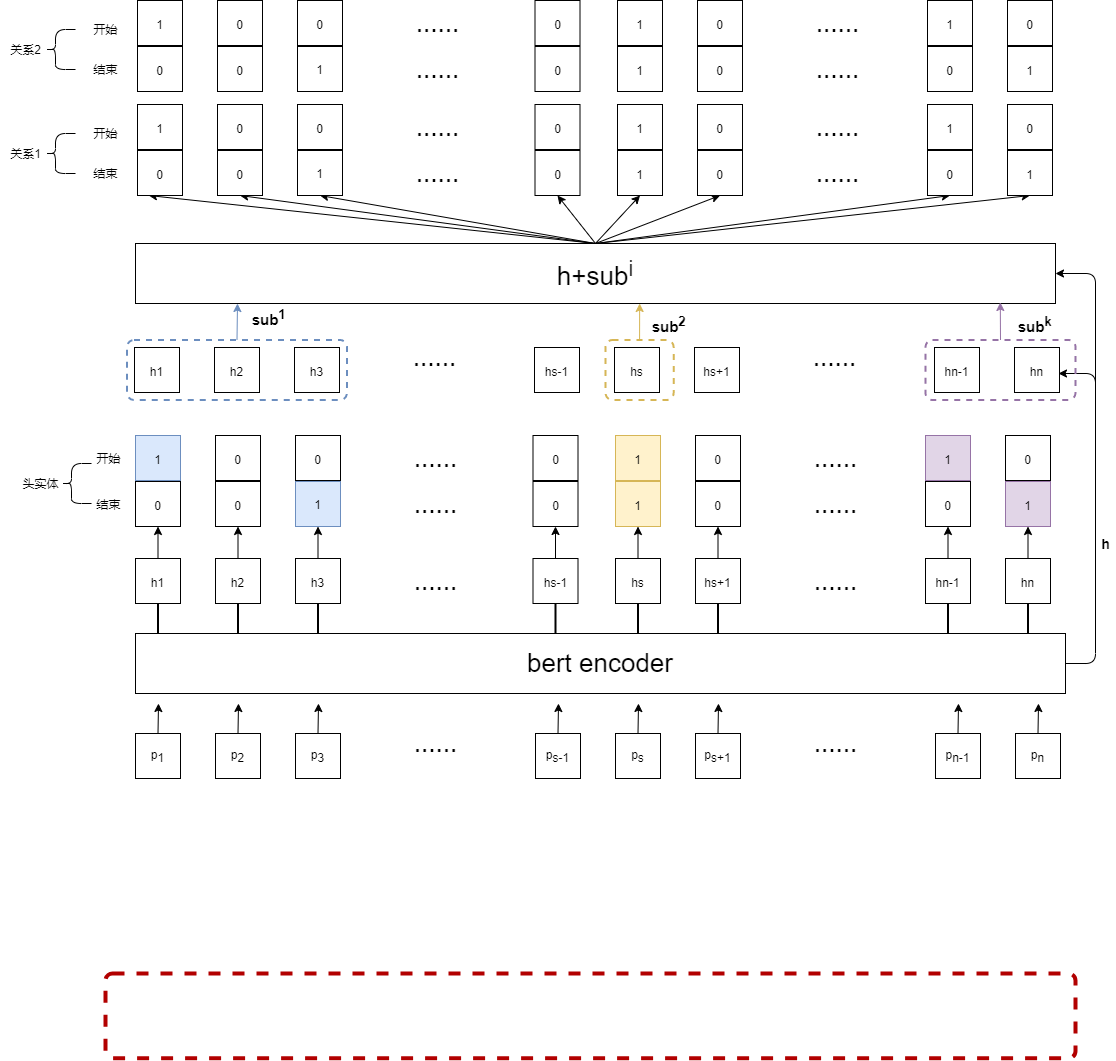 开始 1 0 0 ...... 0 1 0 ...... 1 0
关系2
结束 0 0 1 ...... 0 1 0 ...... 0 1
开始 1 0 0 ...... 0 1 0 ...... 1 0
关系1
结束 0 0 1 ...... 0 1 0 ...... 0 1
h+sub^i
sub^1 sub^2 sub^k
h1 h2 h3 ...... hs-1 hs hs+1 ...... hn-1 hn
开始 1 0 0 ...... 0 1 0 ...... 1 0
头实体
结束 0 0 1 ...... 0 1 0 ...... 0 1
h
h1 h2 h3 ...... hs-1 hs hs+1 ...... hn-1 hn
bert encoder
p_1 p_2 p_3 ...... p_s-1 p_s p_s+1 ...... p_n-1 p_n